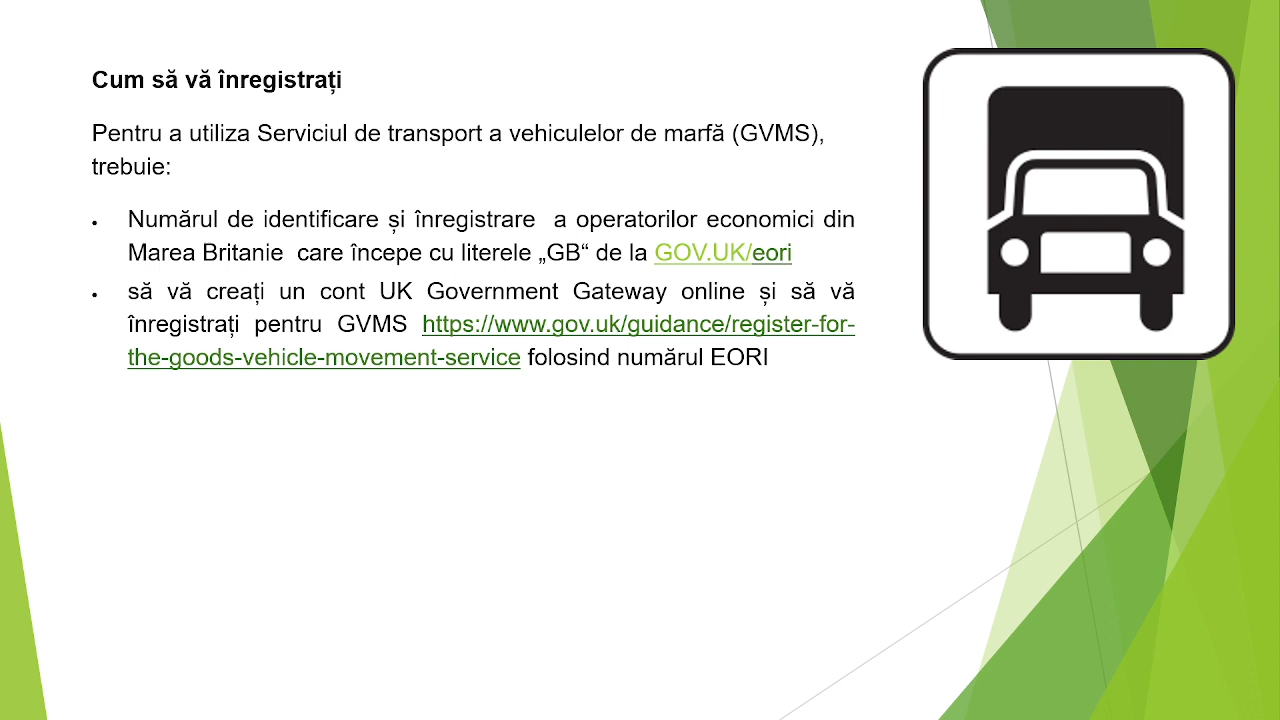 Cum să vă înregistrați
Pentru a utiliza Serviciul de transport a vehiculelor de marfă (GVMS),
trebuie:
• Numărul de identificare și înregistrare  a operatorilor economici din
Marea Britanie  care începe cu literele „GB“ de la GOV.UK/eori
• să vă creați un cont UK Government Gateway online și să vă
înregistrați pentru GVMS https://www.gov.uk/guidance/register-for-
the-goods-vehicle-movement-service folosind numărul EORI